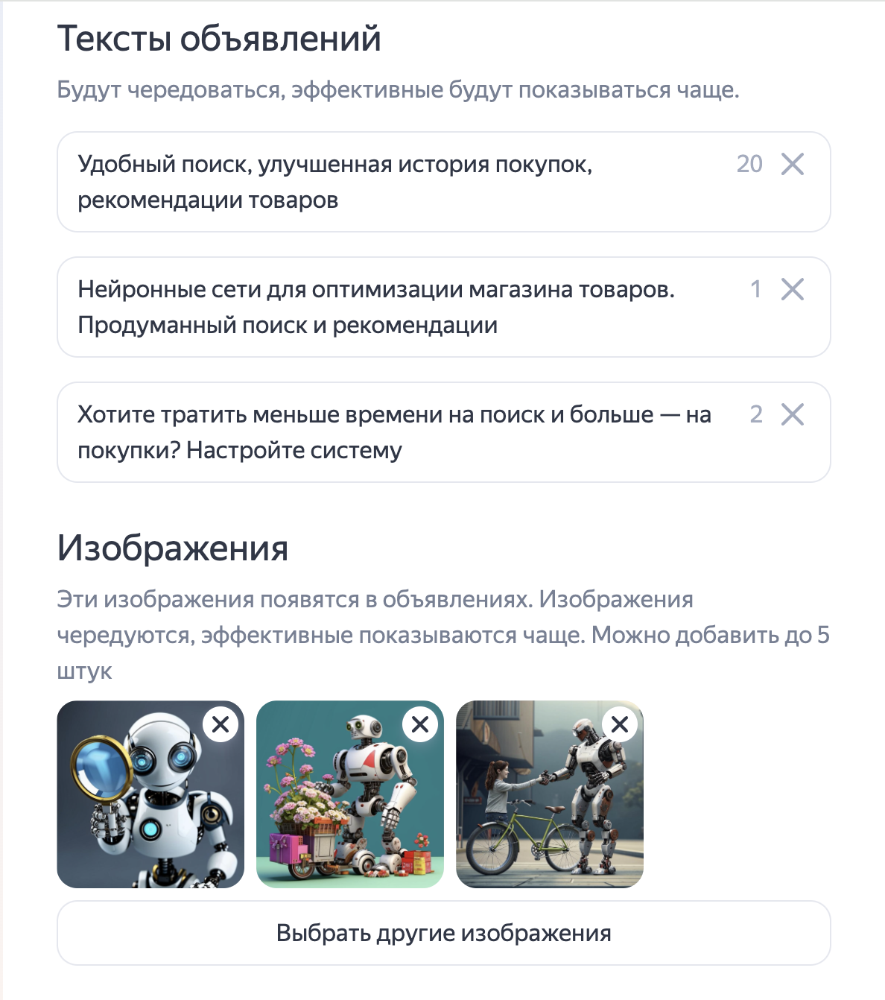 Тексты объявлений
Будут чередоваться, эффективные будут показываться чаще.
Удобный поиск, улучшенная история покупок, 20
рекомендации товаров
Нейронные сети для оптимизации магазина товаров. 1
Продуманный поиск и рекомендации
Хотите тратить меньше времени на поиск и больше — на 2
покупки? Настройте систему
Изображения
Эти изображения появятся в объявлениях. Изображения
чередуются, эффективные показываются чаще. Можно добавить до 5
штук
Выбрать другие изображения